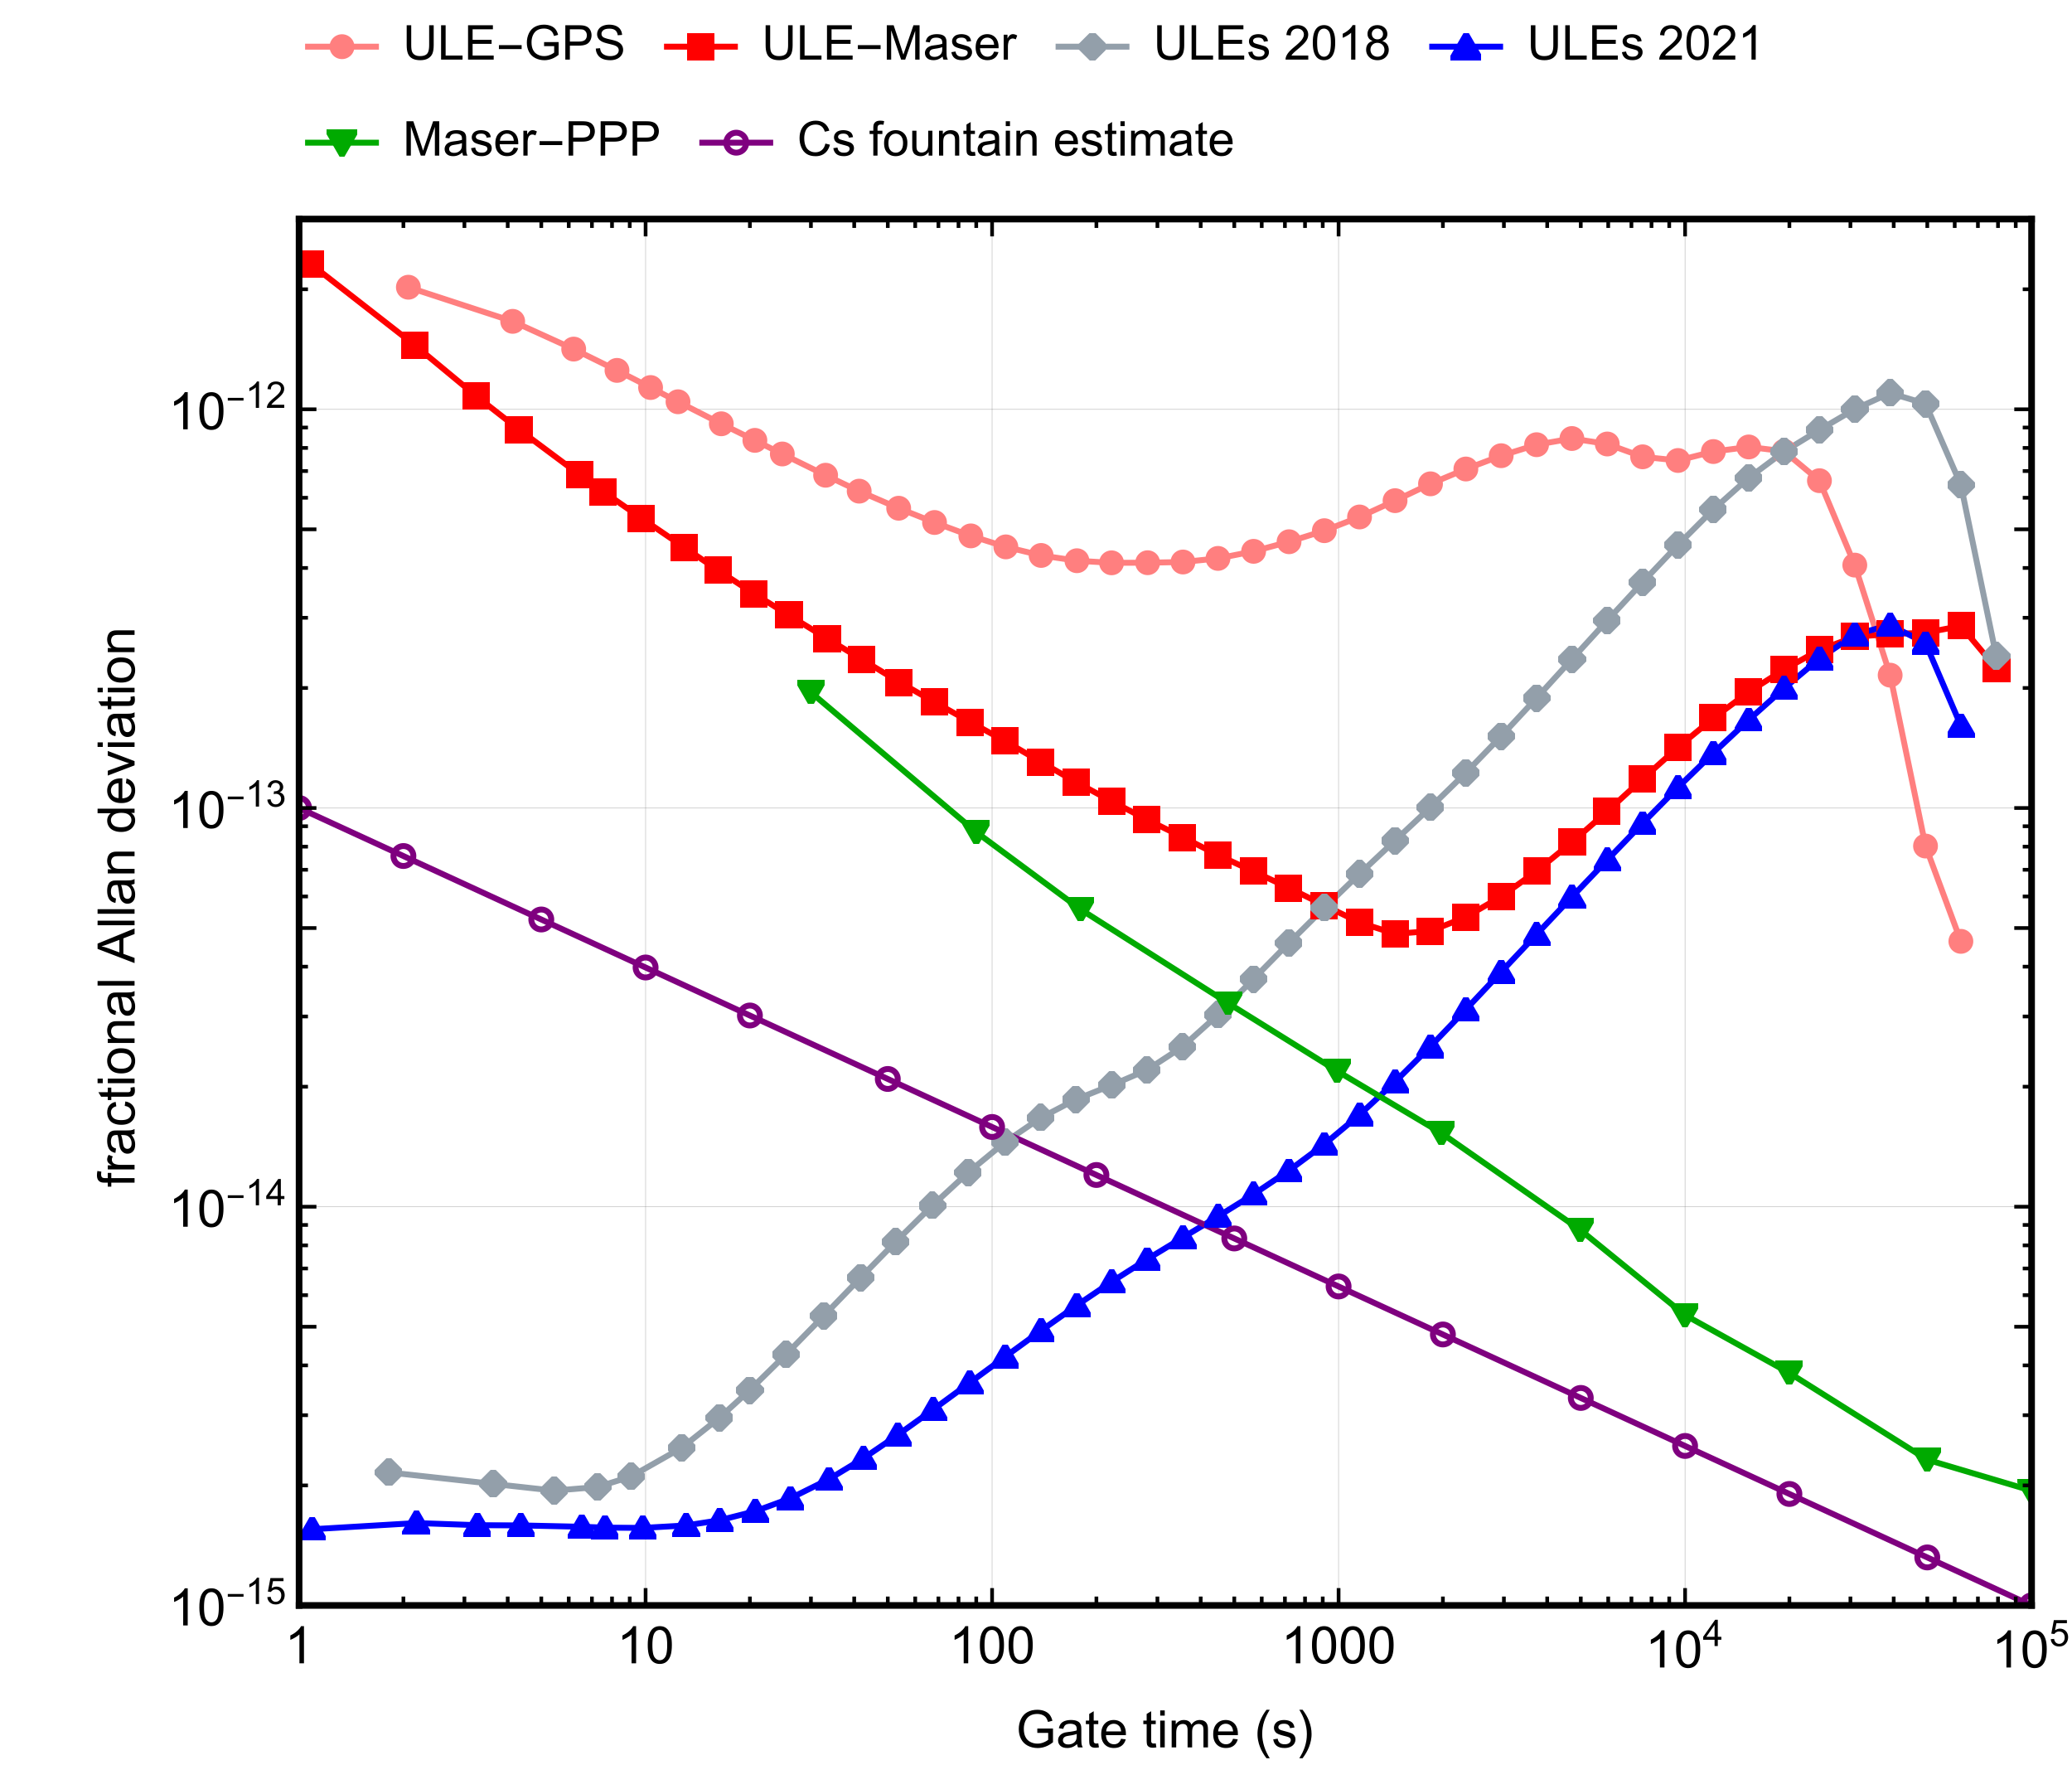 ULE–GPS ULE–Maser ULEs 2018 ULEs 2021
Maser–PPP Cs fountain estimate
fractional Allan deviation
10⁻¹²
10⁻¹³
10⁻¹⁴
10⁻¹⁵
1 10 100 1000 10⁴ 10⁵
Gate time (s)